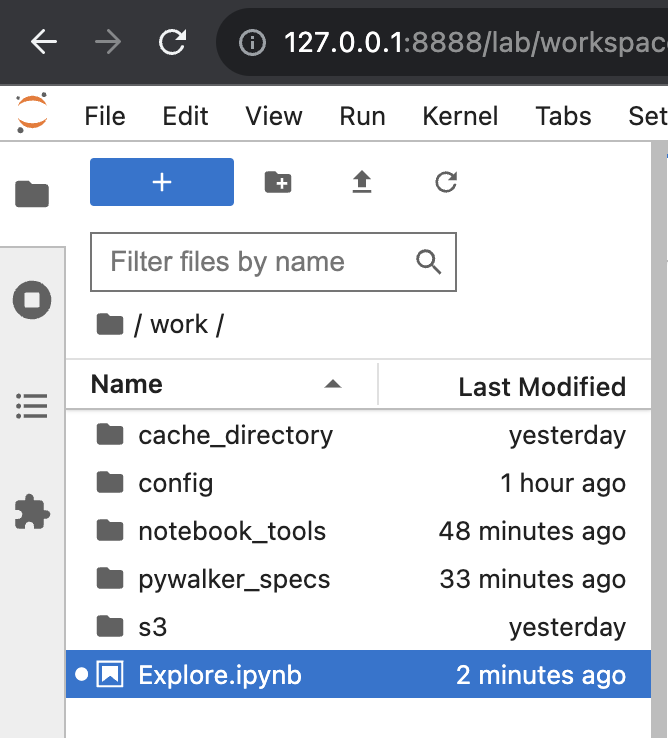 127.0.0.1:8888/lab/workspac
File Edit View Run Kernel Tabs Set
+
Filter files by name
/ work /
Name Last Modified
cache_directory yesterday
config 1 hour ago
notebook_tools 48 minutes ago
pywalker_specs 33 minutes ago
s3 yesterday
Explore.ipynb 2 minutes ago